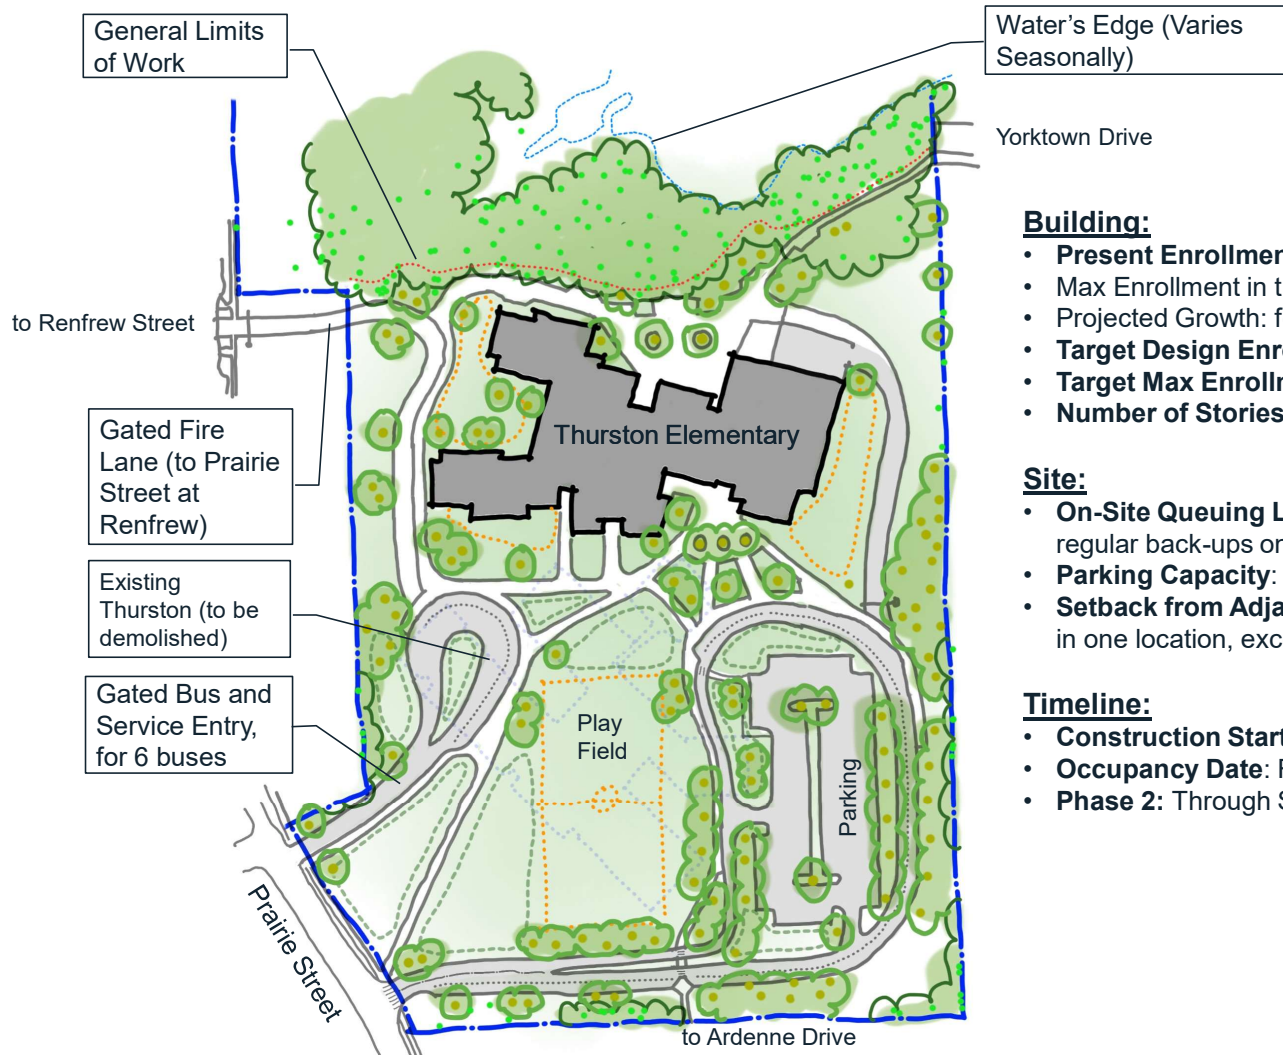 General Limits
of Work
Water’s Edge (Varies
Seasonally)
Yorktown Drive
to Renfrew Street
Gated Fire
Lane (to Prairie
Street at
Renfrew)
Thurston Elementary
Existing
Thurston (to be
demolished)
Gated Bus and
Service Entry,
for 6 buses
Play
Field
Parking
Prairie Street
to Ardenne Drive
Building:
• Present Enrollmen
• Max Enrollment in t
• Projected Growth: f
• Target Design Enr
• Target Max Enrolln
• Number of Stories
Site:
• On-Site Queuing L
regular back-ups or
• Parking Capacity:
• Setback from Adja
in one location, exc
Timeline:
• Construction Start
• Occupancy Date: F
• Phase 2: Through S